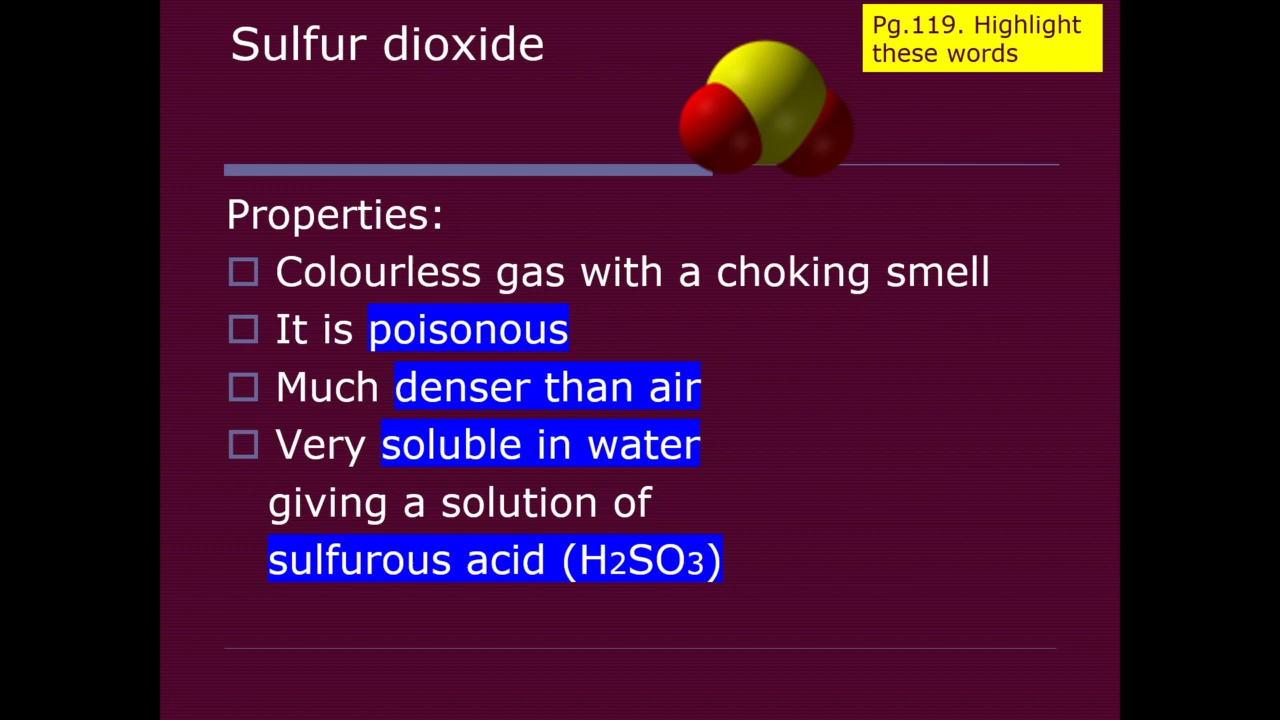 Sulfur dioxide
Pg.119. Highlight
these words
Properties:
Colourless gas with a choking smell
It is poisonous
Much denser than air
Very soluble in water
giving a solution of
sulfurous acid (H2SO3)